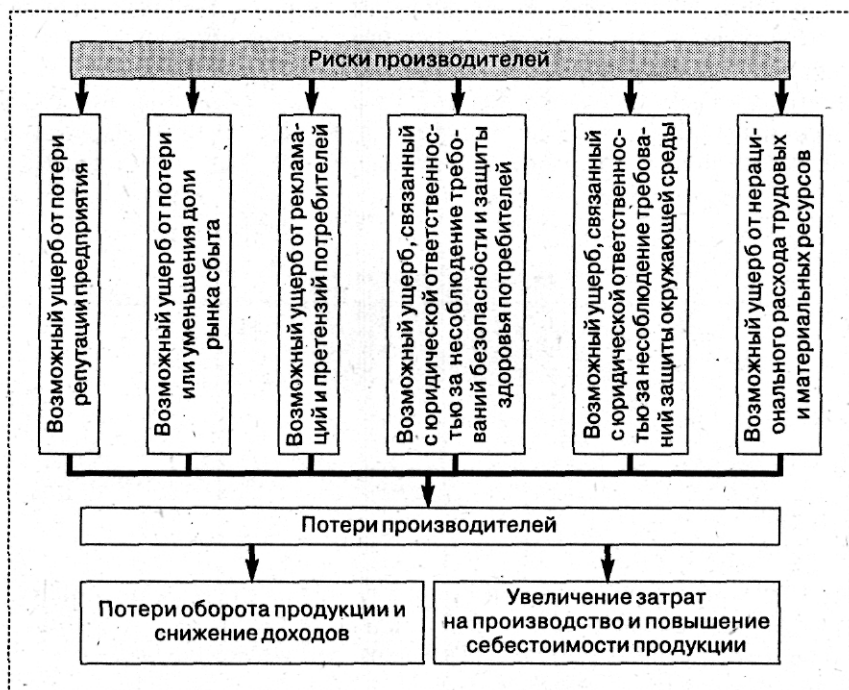 Риски производителей
Возможный ущерб от потери
репутации предприятия
Возможный ущерб от потери
или уменьшения доли
рынка сбыта
Возможный ущерб от реклама-
ций и претензий потребителей
Возможный ущерб, связанный
с юридической ответственнос-
тью за несоблюдение требо-
ваний безопасности и защиты
здоровья потребителей
Возможный ущерб, связанный
с юридической ответственнос-
тью за несоблюдение требова-
ний защиты окружающей среды
Возможный ущерб от нераци-
онального расхода трудовых
и материальных ресурсов
Потери производителей
Потери оборота продукции и
снижение доходов
Увеличение затрат
на производство и повышение
себестоимости продукции